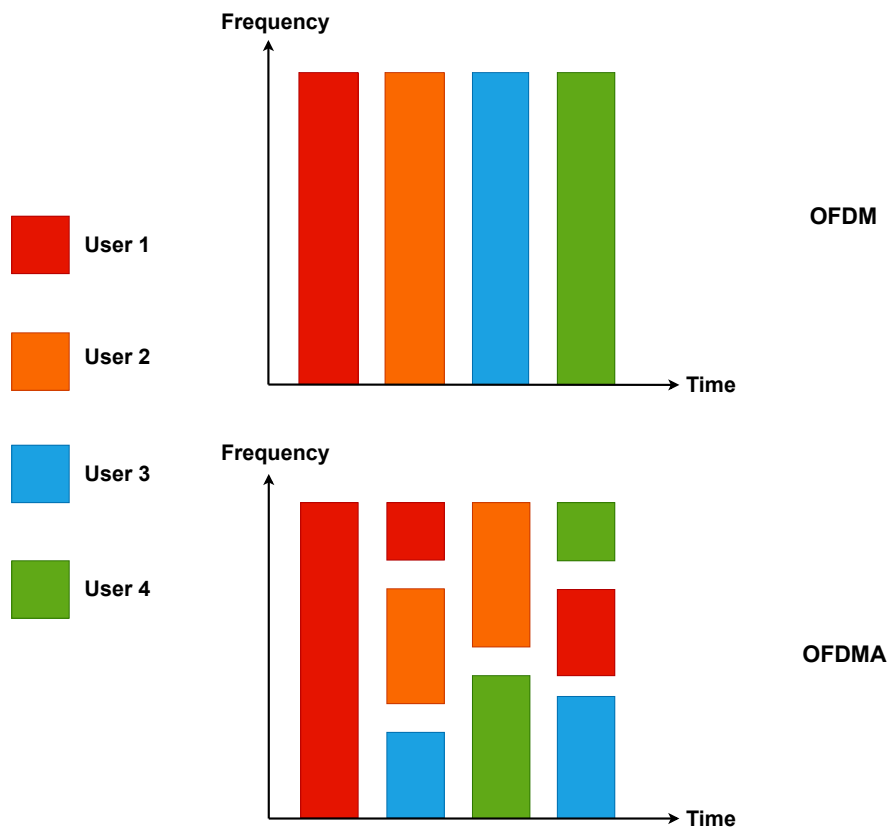 Frequency
OFDM
User 1
User 2
Time
User 3
Frequency
User 4
OFDMA
Time